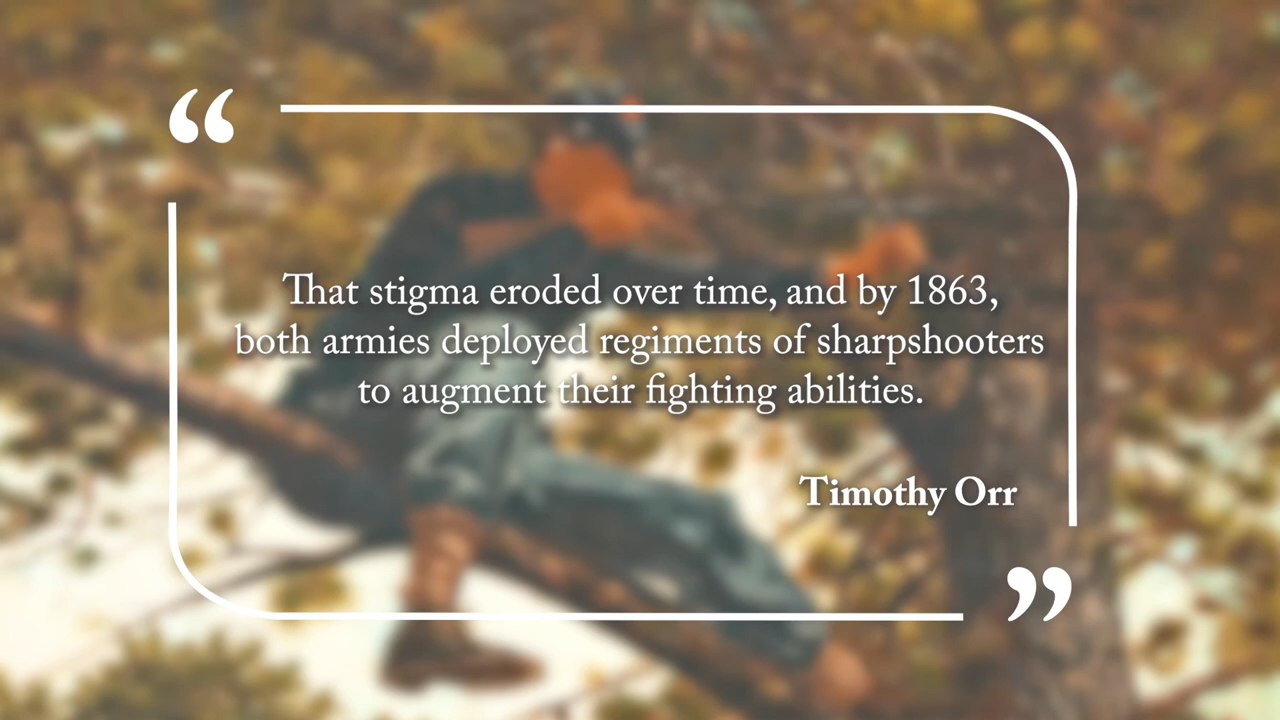 “
That stigma eroded over time, and by 1863,
both armies deployed regiments of sharpshooters
to augment their fighting abilities.
Timothy Orr
”